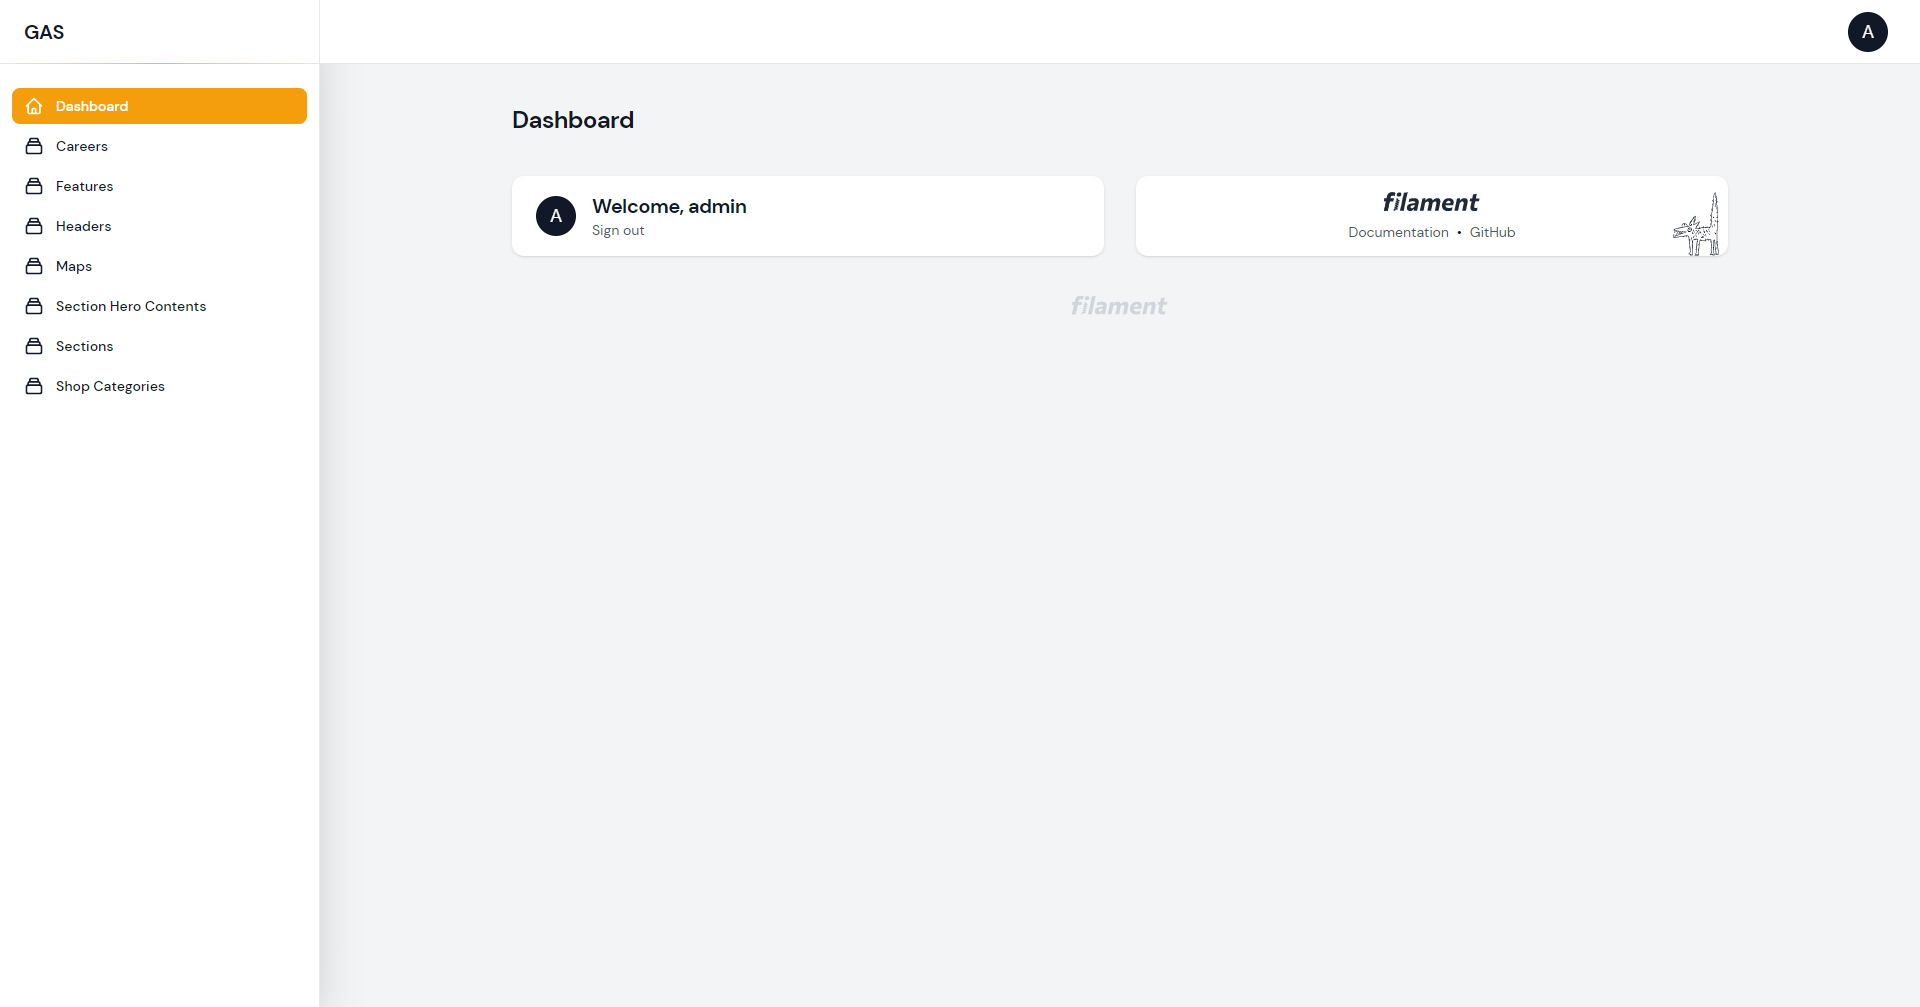 GAS
A
Dashboard
Careers
Features
Headers
Maps
Section Hero Contents
Sections
Shop Categories
Dashboard
A
Welcome, admin
Sign out
filament
Documentation • GitHub
filament